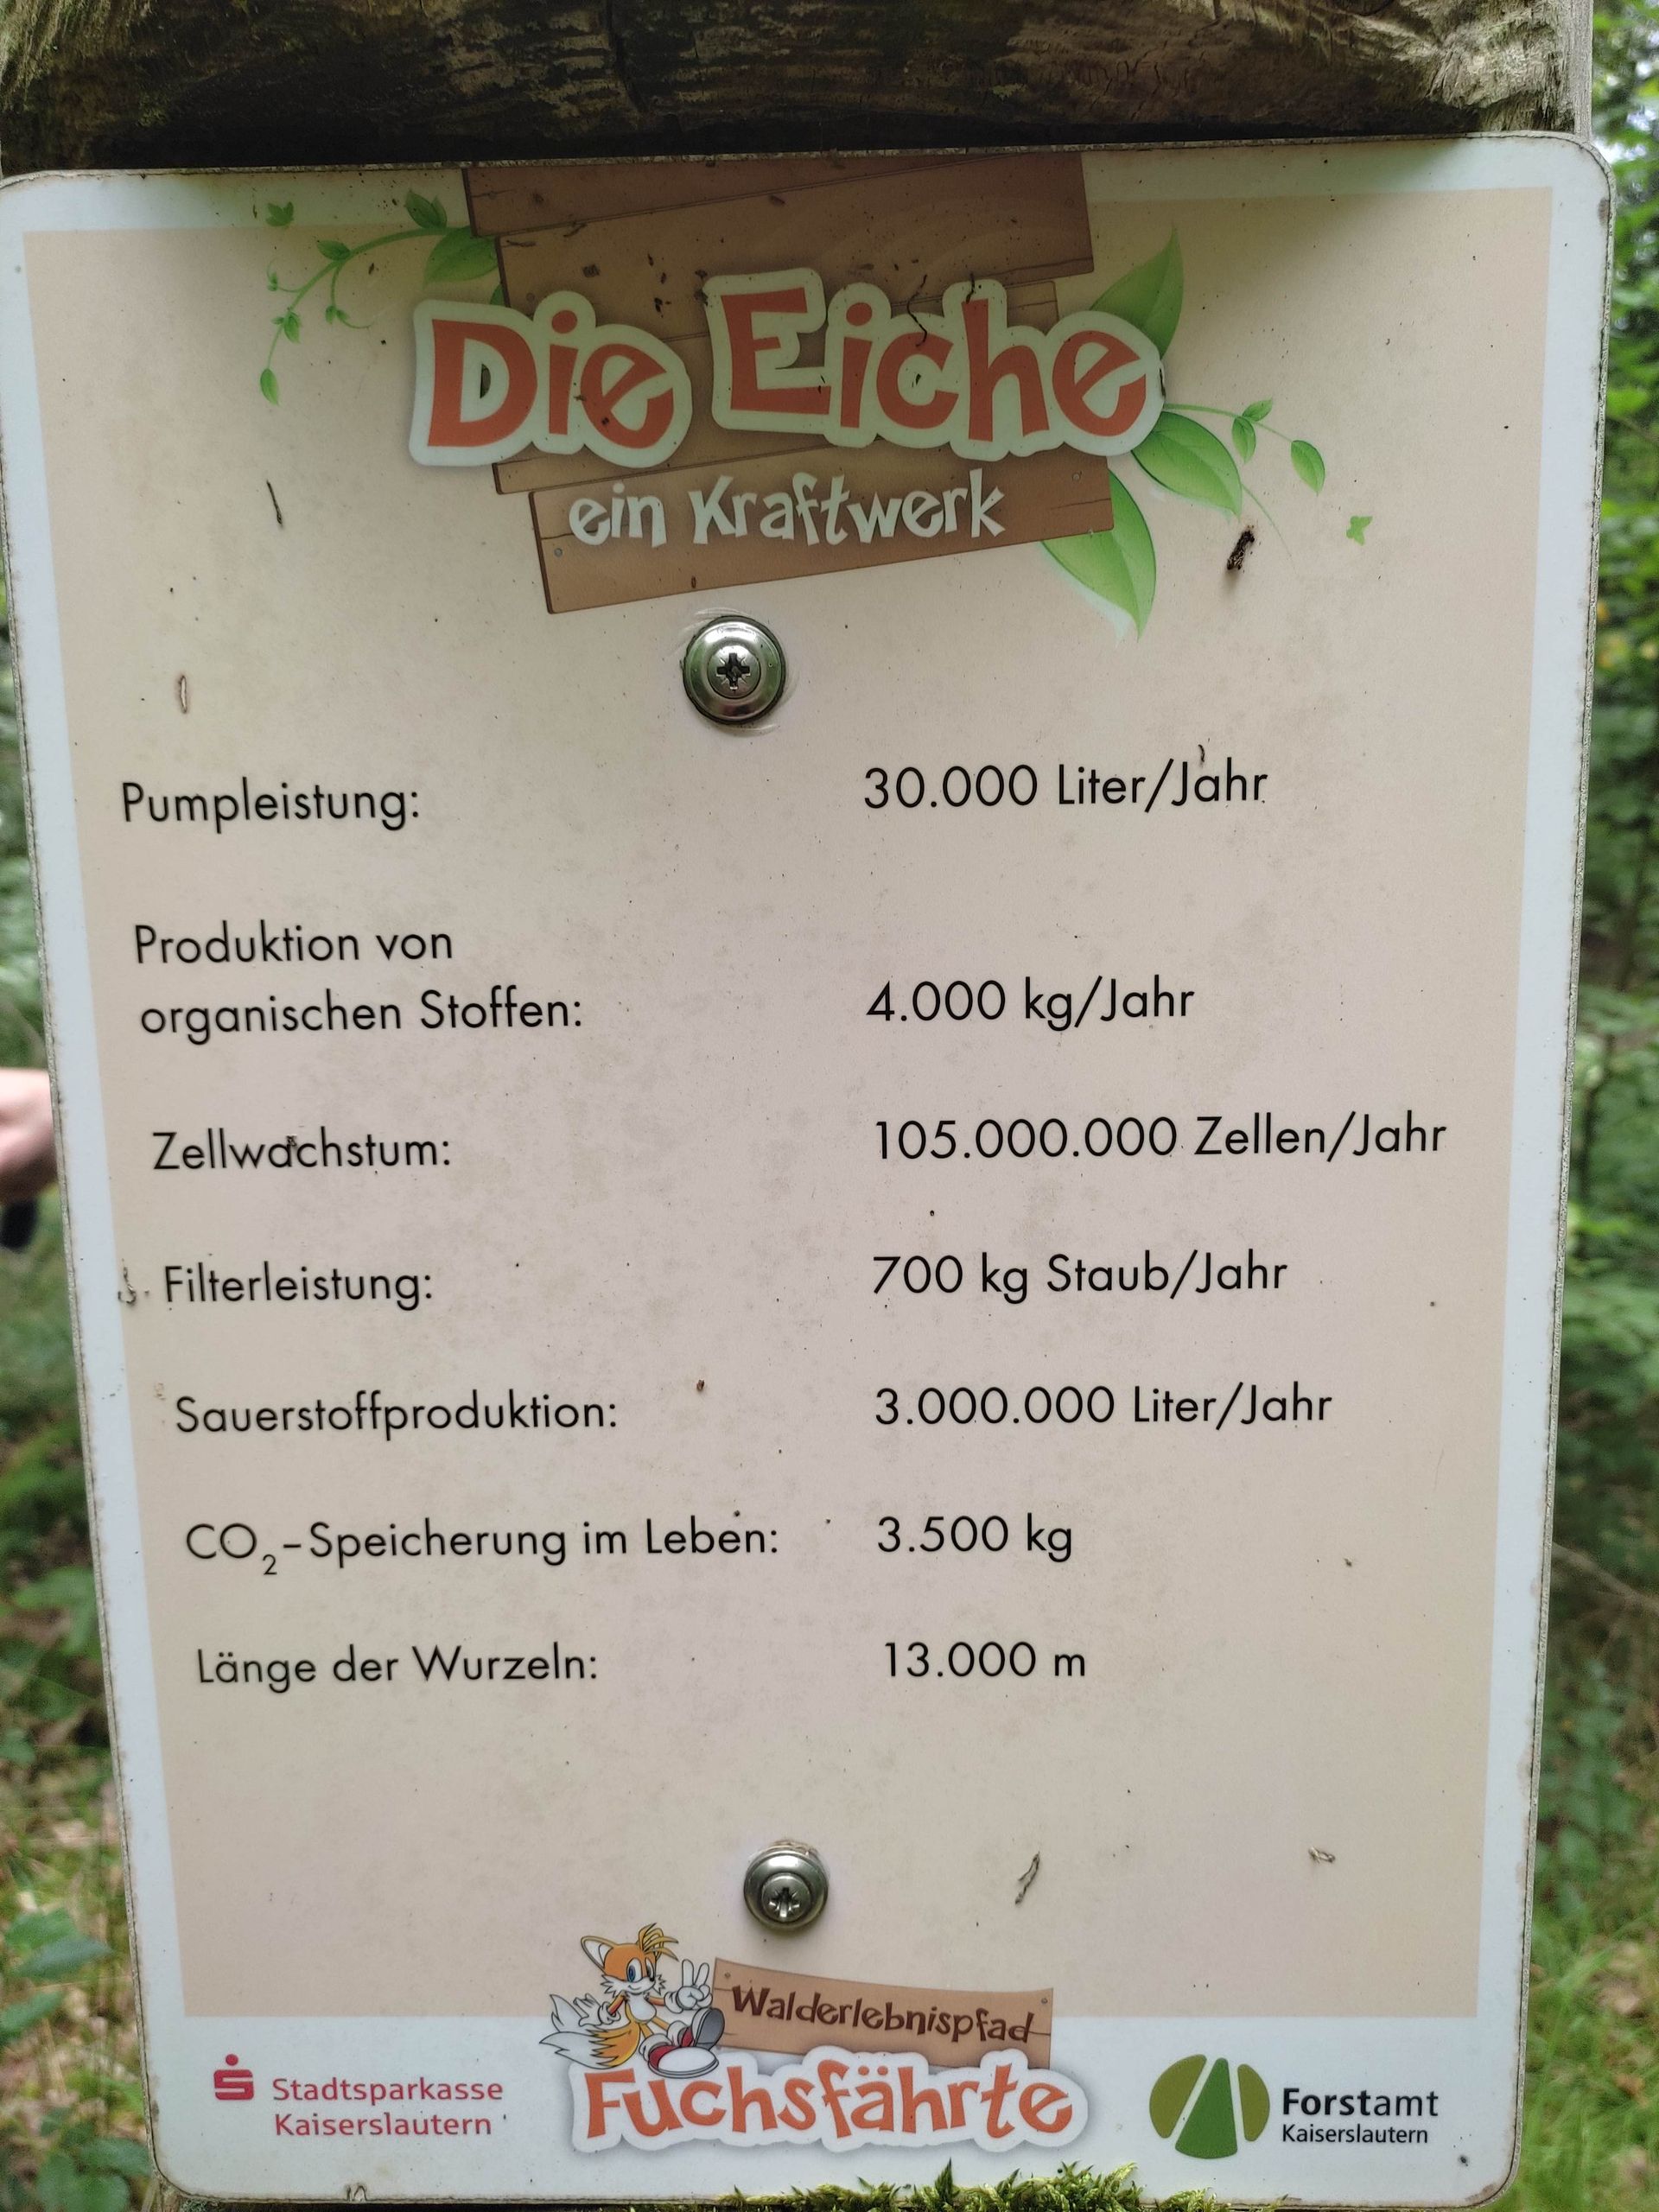 Die Eiche
ein Kraftwerk
Pumpleistung: 30.000 Liter/Jahr
Produktion von
organischen Stoffen: 4.000 kg/Jahr
Zellwachstum: 105.000.000 Zellen/Jahr
Filterleistung: 700 kg Staub/Jahr
Sauerstoffproduktion: 3.000.000 Liter/Jahr
CO₂-Speicherung im Leben: 3.500 kg
Länge der Wurzeln: 13.000 m
Walderlebnispfad
Fuchsfährte
Stadtsparkasse
Kaiserslautern
Forstamt
Kaiserslautern